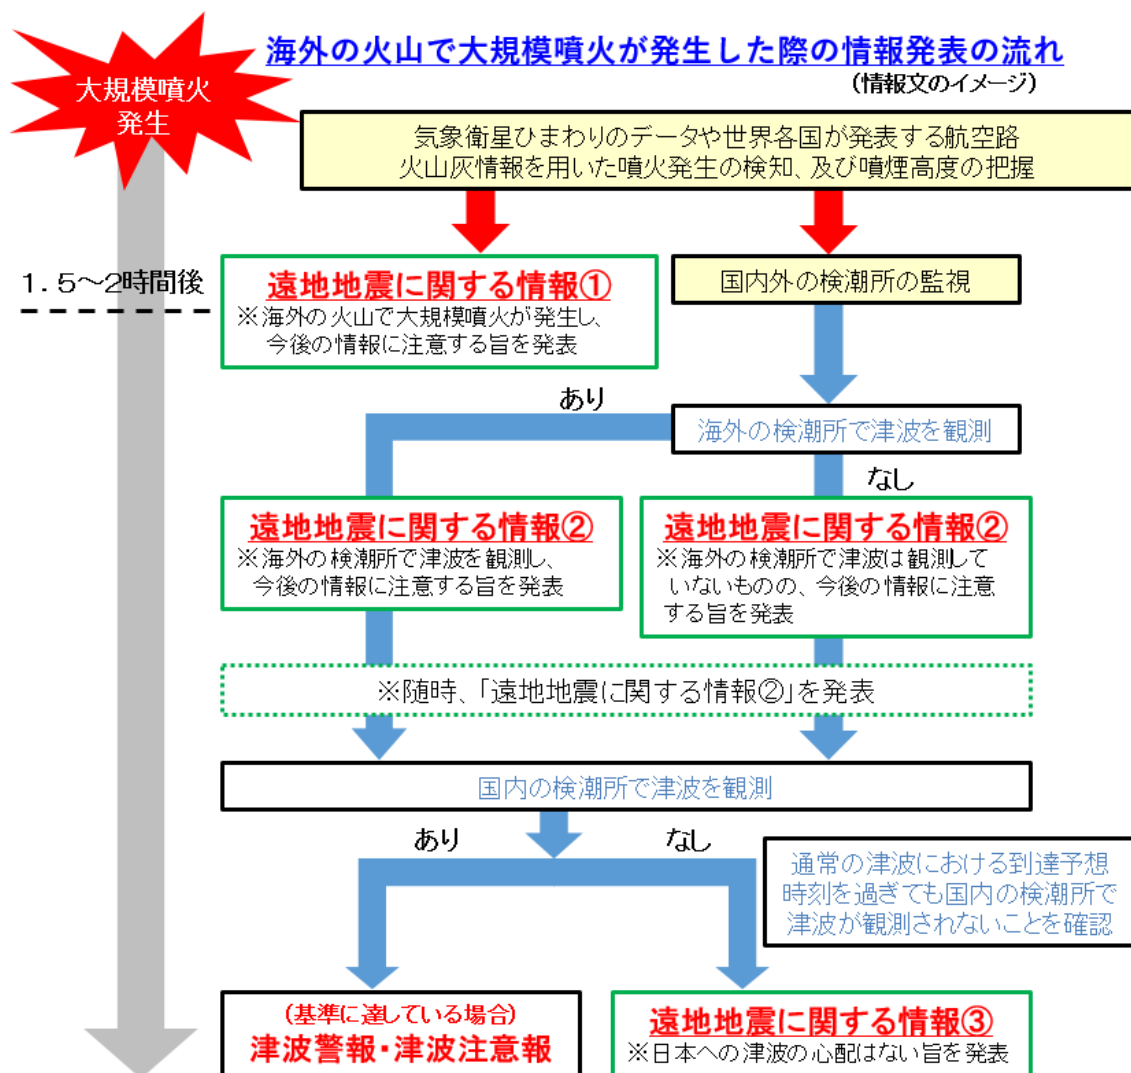 海外の火山で大規模噴火が発生した際の情報発表の流れ
(情報文のイメージ)
大規模噴火
発生
気象衛星ひまわりのデータや世界各国が発表する航空路
火山灰情報を用いた噴火発生の検知、及び噴煙高度の把握
1.5～2時間後
遠地地震に関する情報①
※海外の火山で大規模噴火が発生し、
今後の情報に注意する旨を発表
国内外の検潮所の監視
あり
海外の検潮所で津波を観測
なし
遠地地震に関する情報②
※海外の検潮所で津波を観測し、
今後の情報に注意する旨を発表
遠地地震に関する情報②
※海外の検潮所で津波は観測して
いないものの、今後の情報に注意
する旨を発表
※随時、「遠地地震に関する情報②」を発表
国内の検潮所で津波を観測
あり
なし
通常の津波における到達予想
時刻を過ぎても国内の検潮所で
津波が観測されないことを確認
(基準に達している場合)
津波警報・津波注意報
遠地地震に関する情報③
※日本への津波の心配はない旨を発表